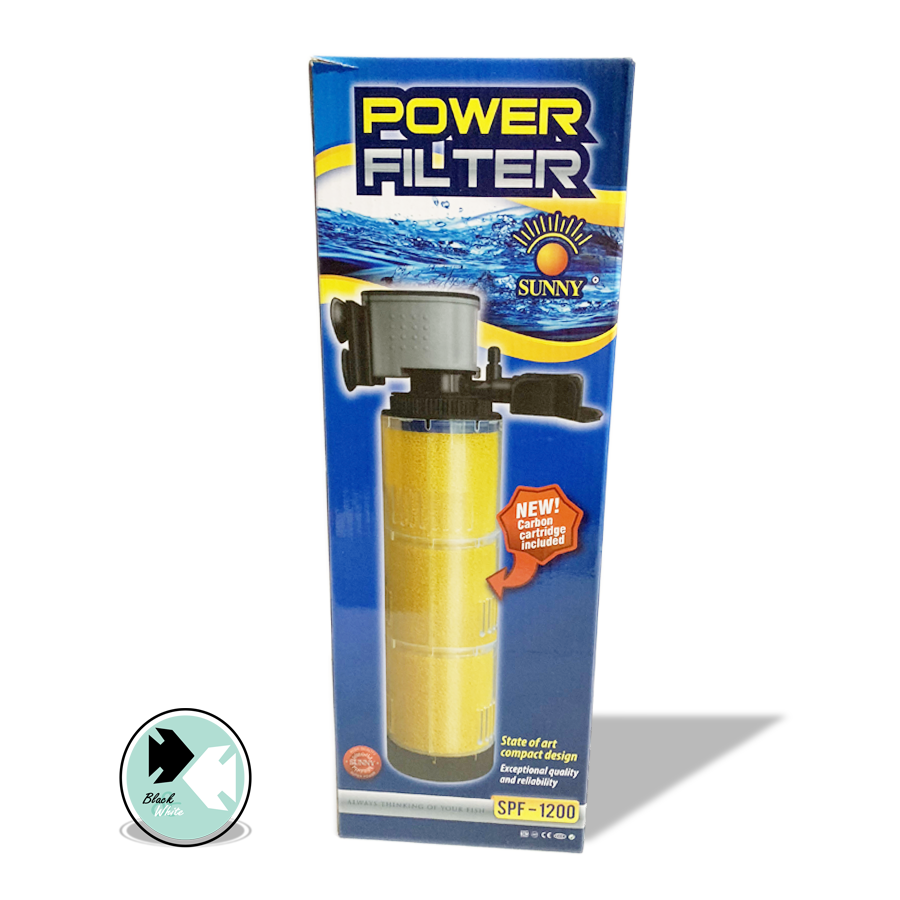 POWER
FILTER
SUNNY
NEW!
Carbon
cartridge
included
State of art
compact design
Exceptional quality
and reliability
SUNNY
ALWAYS THINKING OF YOUR FISH
SPF-1200
CE
Black
White